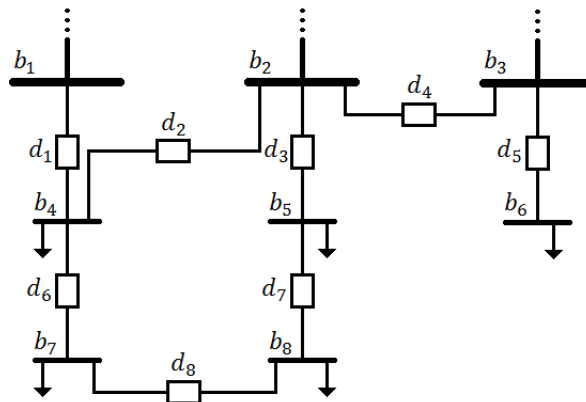 b₁
b₂
b₃
d₄
d₂
d₁
d₃
d₅
b₄
b₅
b₆
d₆
d₇
b₇
b₈
d₈